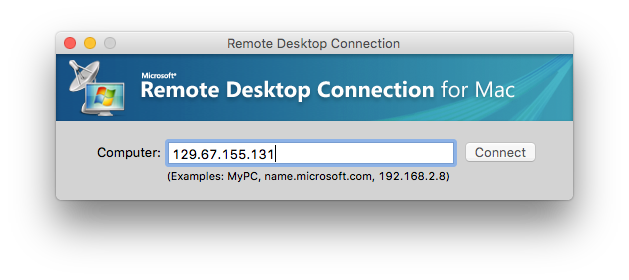 Remote Desktop Connection
Microsoft®
Remote Desktop Connection for Mac
Computer: 129.67.155.131 Connect
(Examples: MyPC, name.microsoft.com, 192.168.2.8)